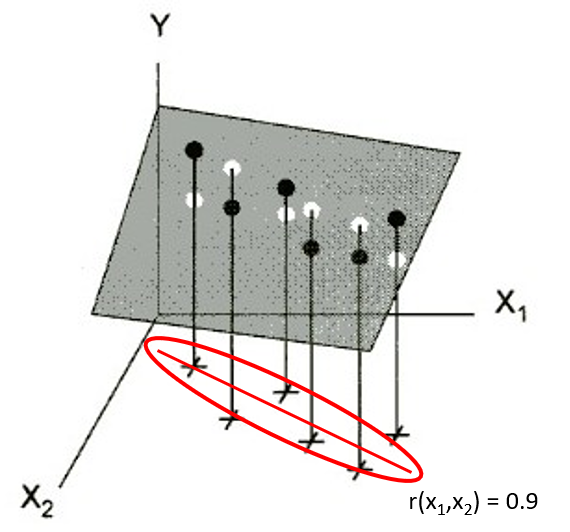 Y
X₁
X₂
r(x₁,x₂) = 0.9